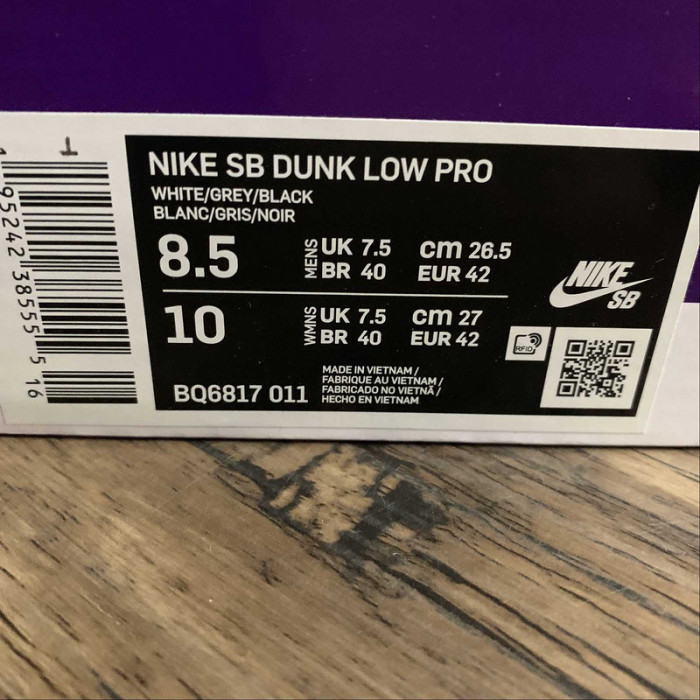 T
1 95242 38555 5 16
NIKE SB DUNK LOW PRO
WHITE/GREY/BLACK
BLANC/GRIS/NOIR
8.5 MENS UK 7.5 cm 26.5
BR 40 EUR 42
10 WMNS UK 7.5 cm 27
BR 40 EUR 42
NIKE
SB
RFID
BQ6817 011
MADE IN VIETNAM /
FABRIQUE AU VIETNAM /
FABRICADO NO VIETNÃ /
HECHO EN VIETNAM